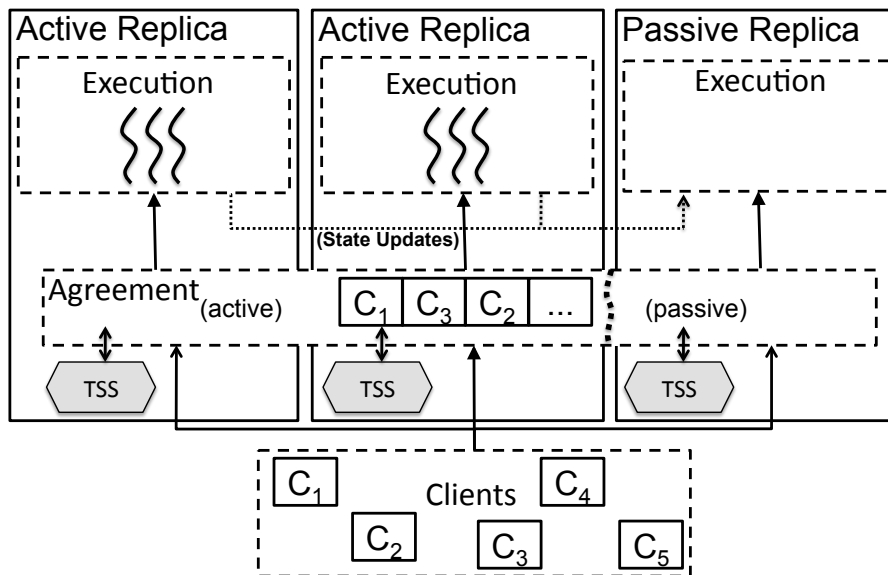 Active Replica
Active Replica
Passive Replica
Execution
Execution
Execution
(State Updates)
Agreement
(active)
C₁ C₃ C₂ ...
(passive)
TSS
TSS
TSS
Clients
C₁
C₄
C₂
C₃
C₅